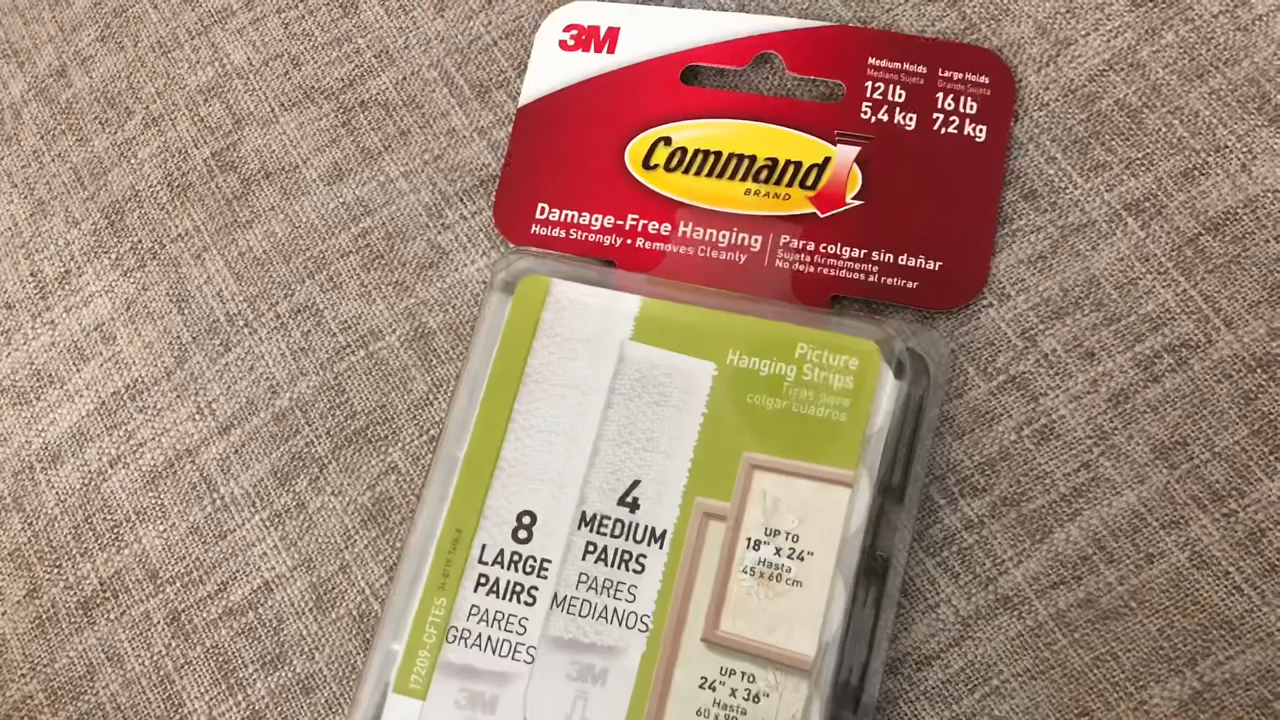 3M
Medium Holds
Mediano Sujeta
12 lb
5,4 kg
Large Holds
Grande Sujeta
16 lb
7,2 kg
Command
BRAND
Damage-Free Hanging
Holds Strongly • Removes Cleanly
Para colgar sin dañar
Sujeta firmemente
No deja residuos al retirar
Picture
Hanging Strips
Tiras para
colgar cuadros
8
LARGE
PAIRS
PARES
GRANDES
4
MEDIUM
PAIRS
PARES
MEDIANOS
UP TO
18" x 24"
Hasta
45 x 60 cm
UP TO
24" x 36"
Hasta
17209-CFTES
3M
3M